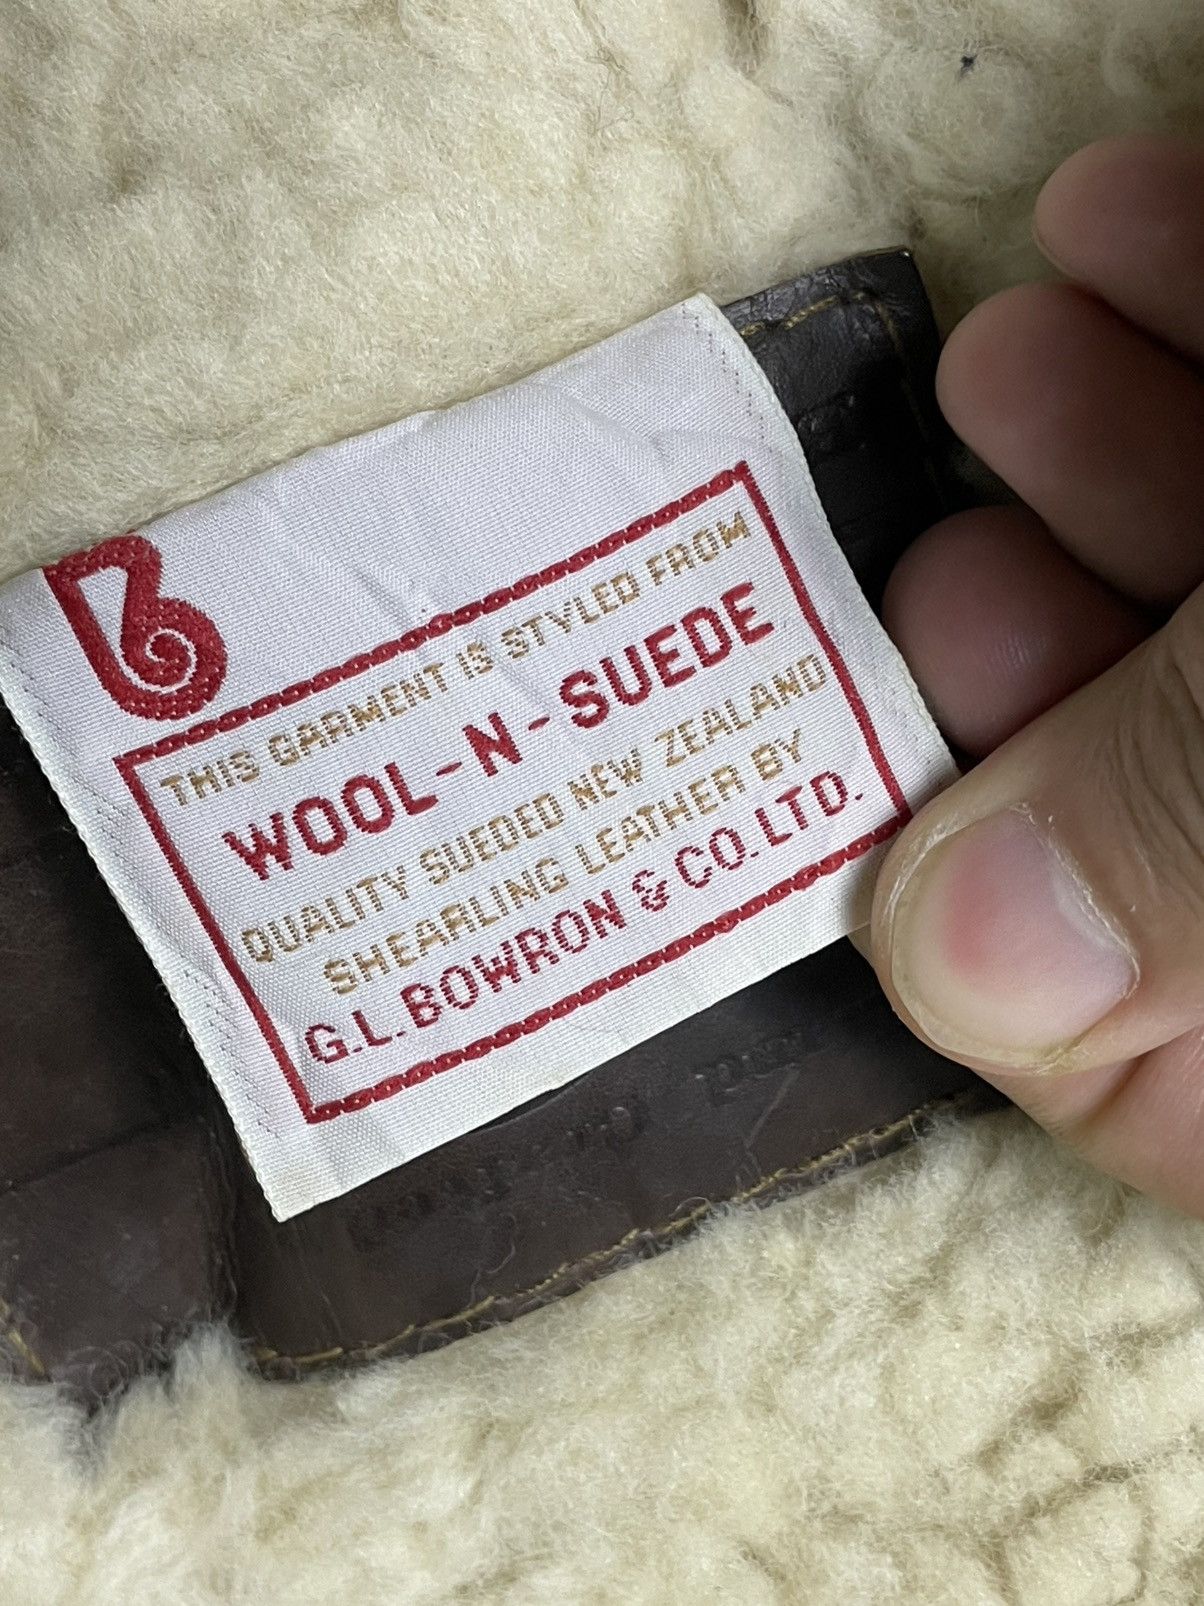 THIS GARMENT IS STYLED FROM
WOOL-N-SUEDE
QUALITY SUEDED NEW ZEALAND
SHEARLING LEATHER BY
G.L.BOWRON & CO.LTD.